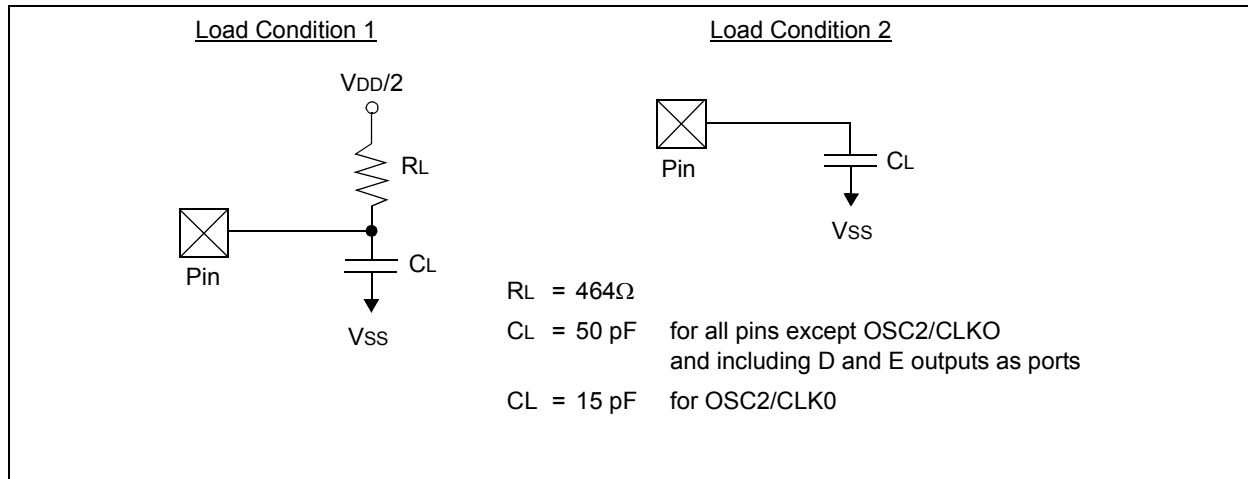 Load Condition 1
VDD/2
RL
Pin
CL
VSS
Load Condition 2
Pin
CL
VSS
RL = 464Ω
CL = 50 pF for all pins except OSC2/CLKO
and including D and E outputs as ports
CL = 15 pF for OSC2/CLK0